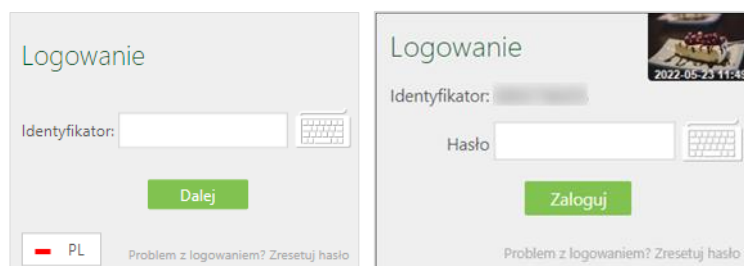 Logowanie
Identyfikator:
Dalej
PL
Problem z logowaniem? Zresetuj hasło
Logowanie
2022-05-23 11:49
Identyfikator:
Hasło
Zaloguj
Problem z logowaniem? Zresetuj hasło